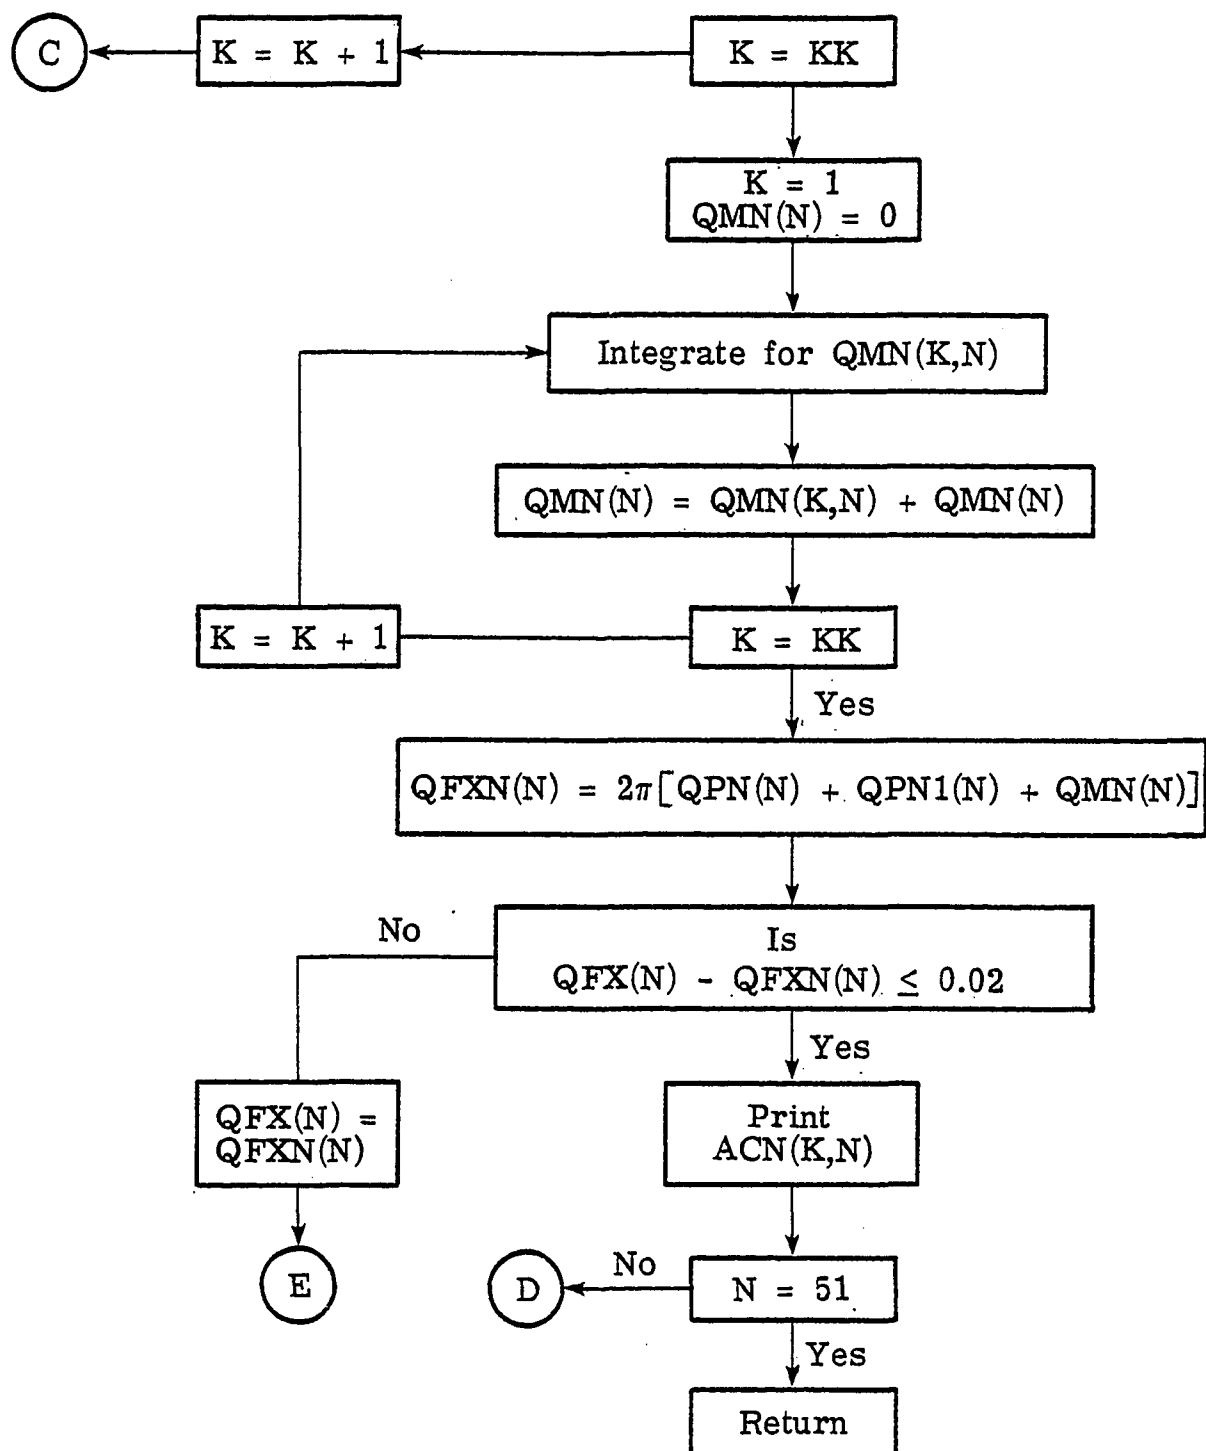 C
K = K + 1
K = KK
K = 1
QMN(N) = 0
Integrate for QMN(K,N)
QMN(N) = QMN(K,N) + QMN(N)
K = K + 1
K = KK
Yes
QFXN(N) = 2π[QPN(N) + QPN1(N) + QMN(N)]
No
Is
QFX(N) - QFXN(N) ≤ 0.02
Yes
QFX(N) =
QFXN(N)
Print
ACN(K,N)
E
D
No
N = 51
Yes
Return